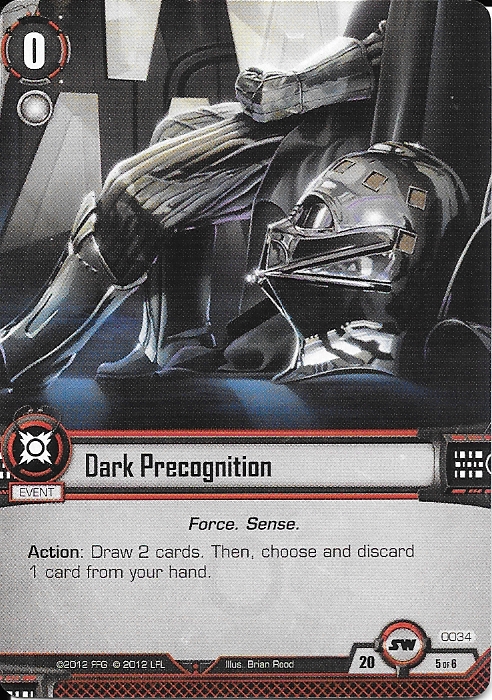 0
Dark Precognition
EVENT
Force. Sense.
Action: Draw 2 cards. Then, choose and discard
1 card from your hand.
0034
SW
20
5 OF 6
©2012 FFG © 2012 LFL
Illus. Brian Rood